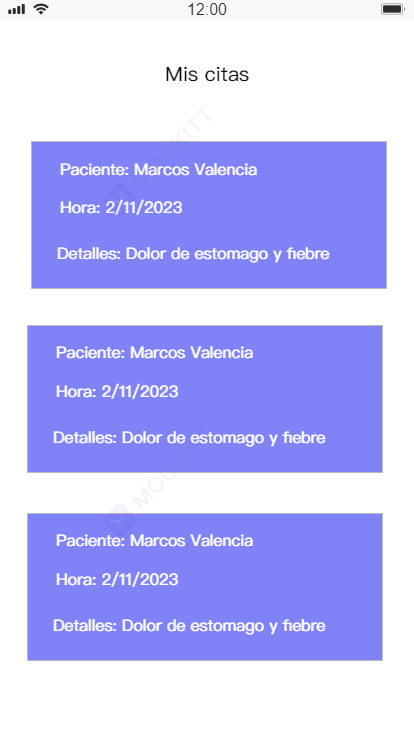 12:00
Mis citas
Paciente: Marcos Valencia
Hora: 2/11/2023
Detalles: Dolor de estomago y fiebre
Paciente: Marcos Valencia
Hora: 2/11/2023
Detalles: Dolor de estomago y fiebre
Paciente: Marcos Valencia
Hora: 2/11/2023
Detalles: Dolor de estomago y fiebre
MOCKITT
MOCKITT